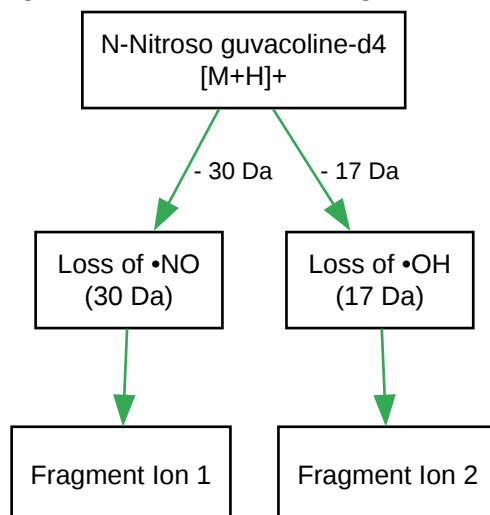 N-Nitroso guvacoline-d4
[M+H]+
- 30 Da
- 17 Da
Loss of •NO
(30 Da)
Loss of •OH
(17 Da)
Fragment Ion 1
Fragment Ion 2